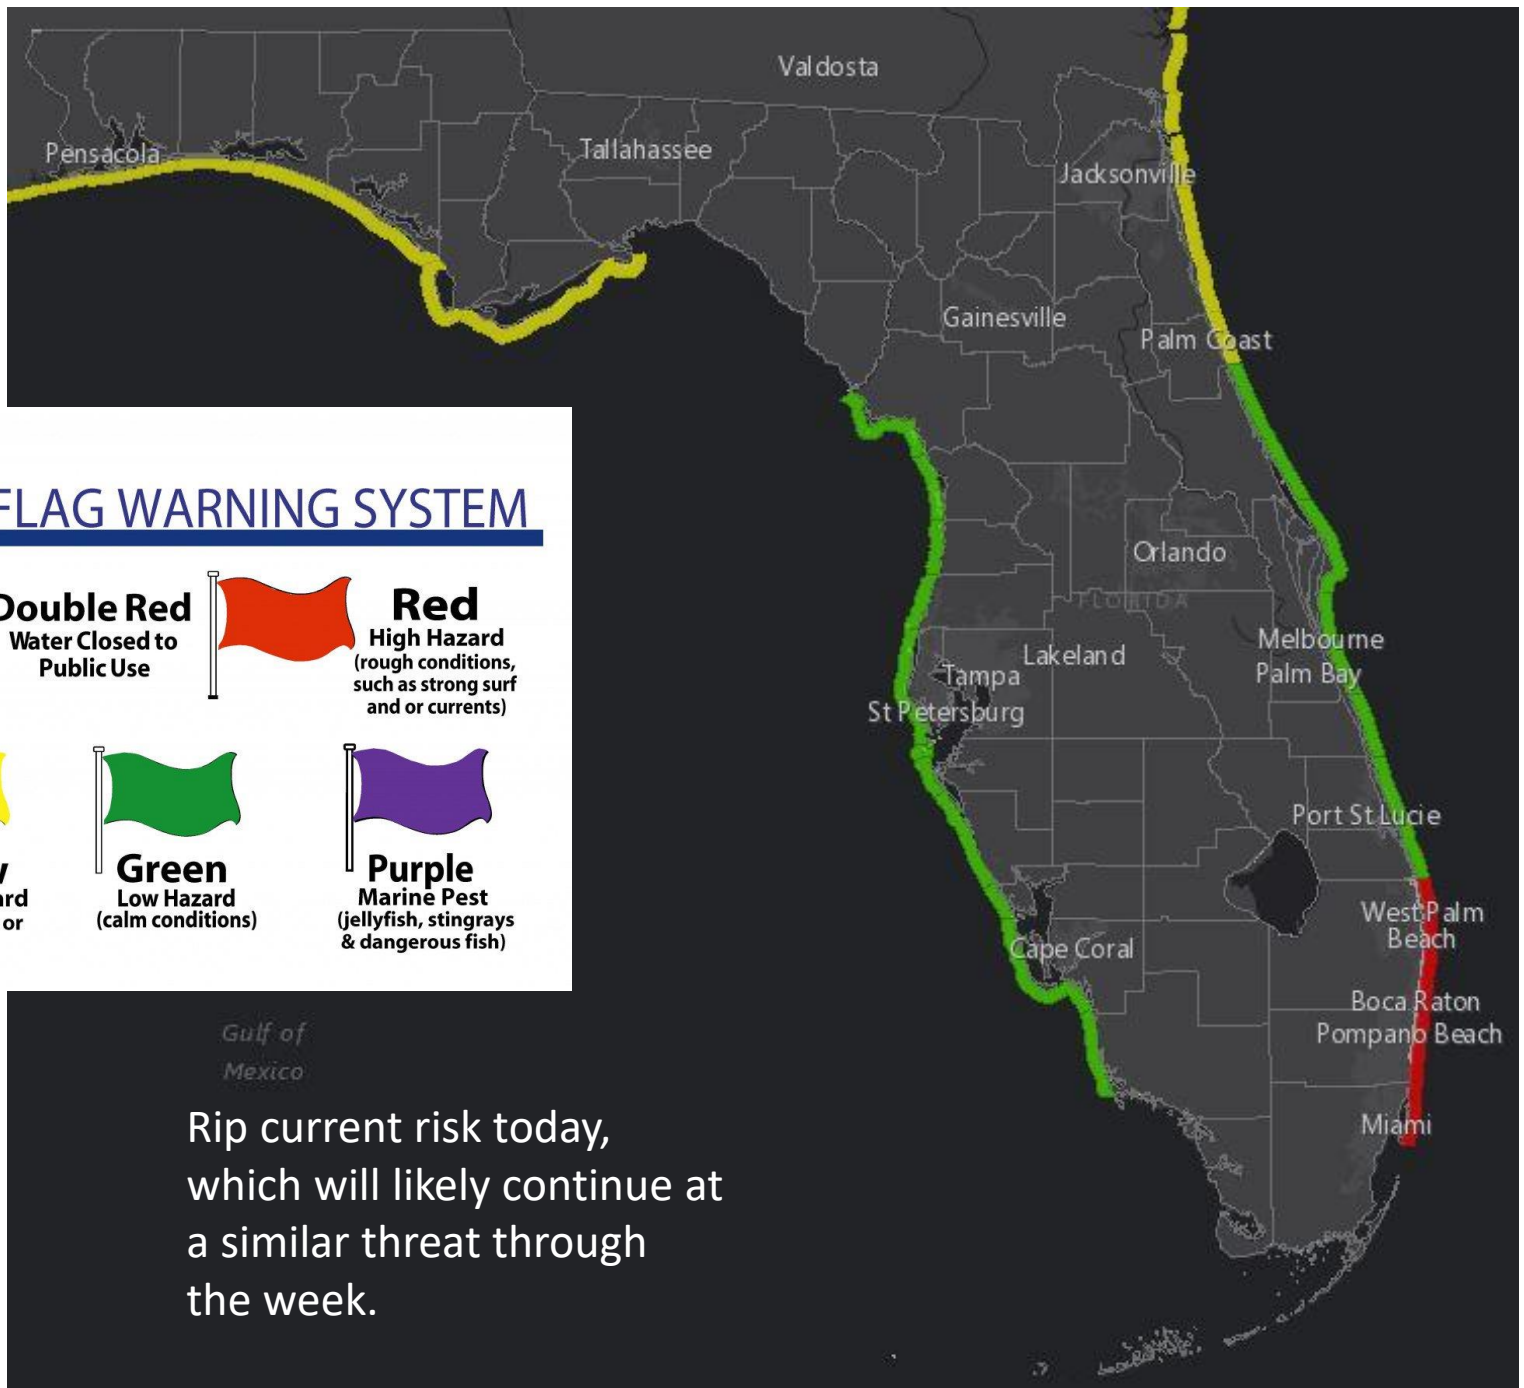 Valdosta
Pensacola
Tallahassee
Jacksonville
Gainesville
Palm Coast
FLAG WARNING SYSTEM
Double Red
Water Closed to
Public Use
Red
High Hazard
(rough conditions,
such as strong surf
and or currents)
Green
Low Hazard
(calm conditions)
Purple
Marine Pest
(jellyfish, stingrays
& dangerous fish)
or
Orlando
FLORIDA
Melbourne
Palm Bay
Lakeland
Tampa
St Petersburg
Port St Lucie
West Palm
Beach
Cape Coral
Boca Raton
Pompano Beach
Miami
Gulf of
Mexico
Rip current risk today,
which will likely continue at
a similar threat through
the week.